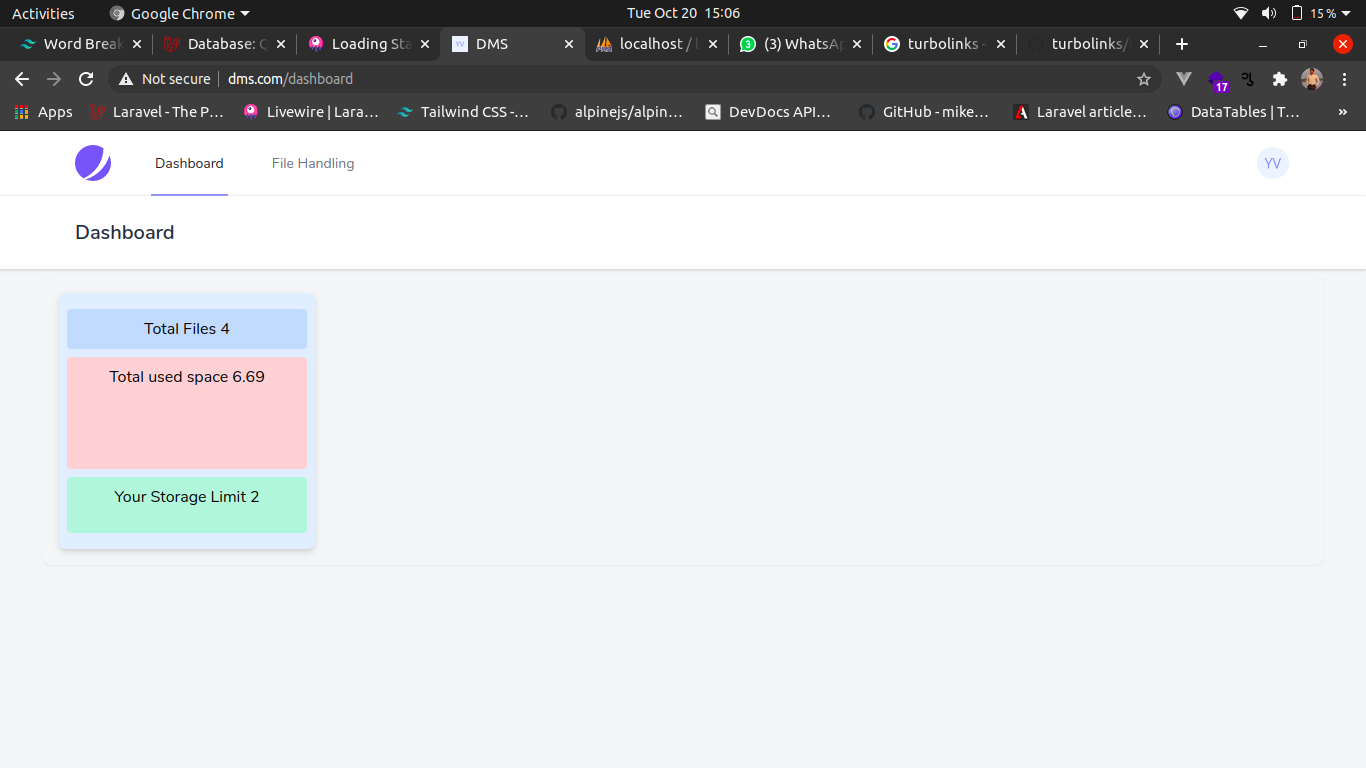 Activities Google Chrome Tue Oct 20 15:06 15%
Word Break Database: Q Loading Sta DMS localhost / l (3) WhatsAp turbolinks - turbolinks/
Not secure dms.com/dashboard 17
Apps Laravel - The P... Livewire | Lara... Tailwind CSS -... alpinejs/alpin... DevDocs API... GitHub - mike... Laravel article... DataTables | T... »
Dashboard File Handling YV
Dashboard
Total Files 4
Total used space 6.69
Your Storage Limit 2